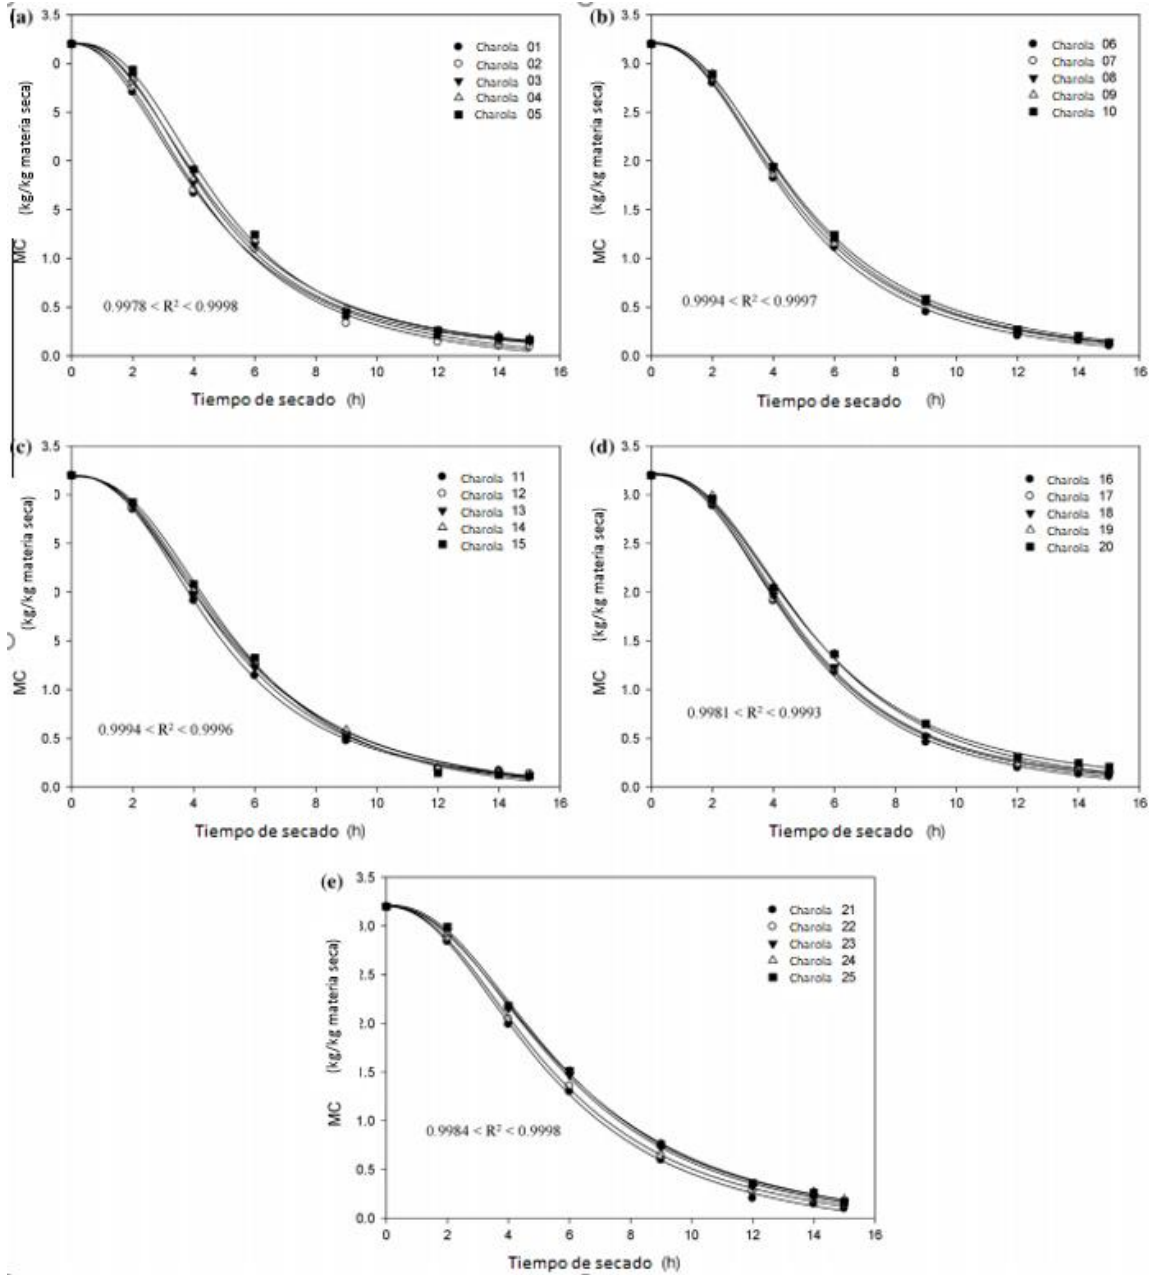 (a)
3.5
0
5
0
5
1.0
0.5
0.0
MC (kg/kg materia seca)
Charola 01
Charola 02
Charola 03
Charola 04
Charola 05
0.9978 < R² < 0.9998
0 2 4 6 8 10 12 14 16
Tiempo de secado (h)
(b)
3.5
3.0
2.5
2.0
1.5
1.0
0.5
0.0
MC (kg/kg materia seca)
Charola 06
Charola 07
Charola 08
Charola 09
Charola 10
0.9994 < R² < 0.9997
0 2 4 6 8 10 12 14 16
Tiempo de secado (h)
(c)
3.5
0
5
0
5
1.0
0.5
0.0
MC (kg/kg materia seca)
Charola 11
Charola 12
Charola 13
Charola 14
Charola 15
0.9994 < R² < 0.9996
0 2 4 6 8 10 12 14 16
Tiempo de secado (h)
(d)
3.5
3.0
2.5
2.0
1.5
1.0
0.5
0.0
MC (kg/kg materia seca)
Charola 16
Charola 17
Charola 18
Charola 19
Charola 20
0.9981 < R² < 0.9993
0 2 4 6 8 10 12 14 16
Tiempo de secado (h)
(e)
3.5
3.0
2.5
2.0
1.5
1.0
0.5
0.0
MC (kg/kg materia seca)
Charola 21
Charola 22
Charola 23
Charola 24
Charola 25
0.9984 < R² < 0.9998
0 2 4 6 8 10 12 14 16
Tiempo de secado (h)